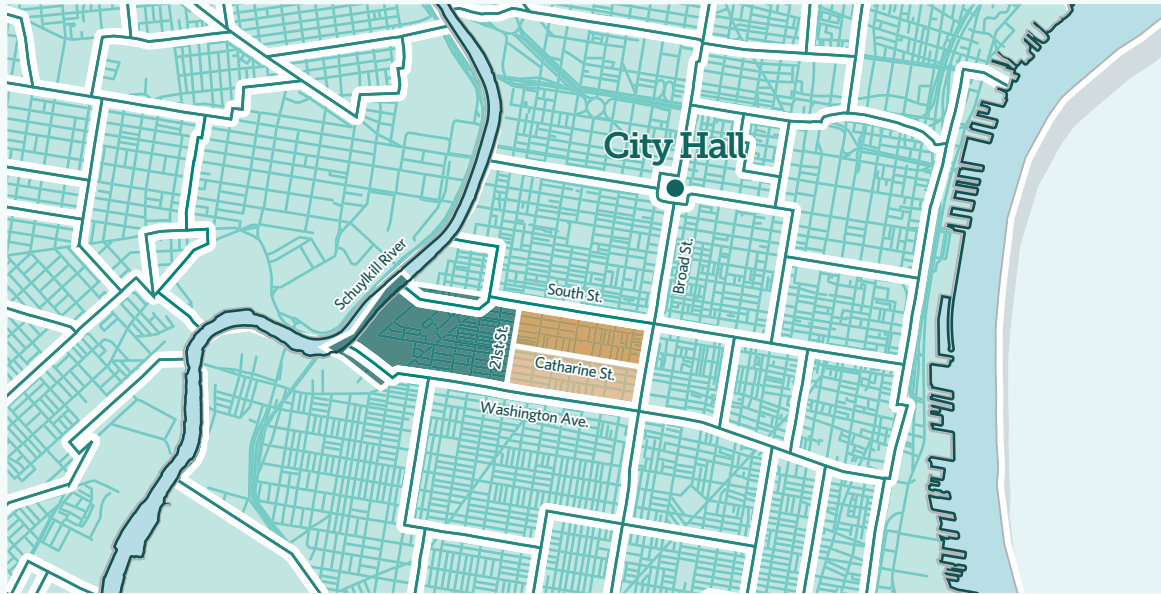 City Hall
Schuylkill River
Broad St.
South St.
21st St.
Catharine St.
Washington Ave.